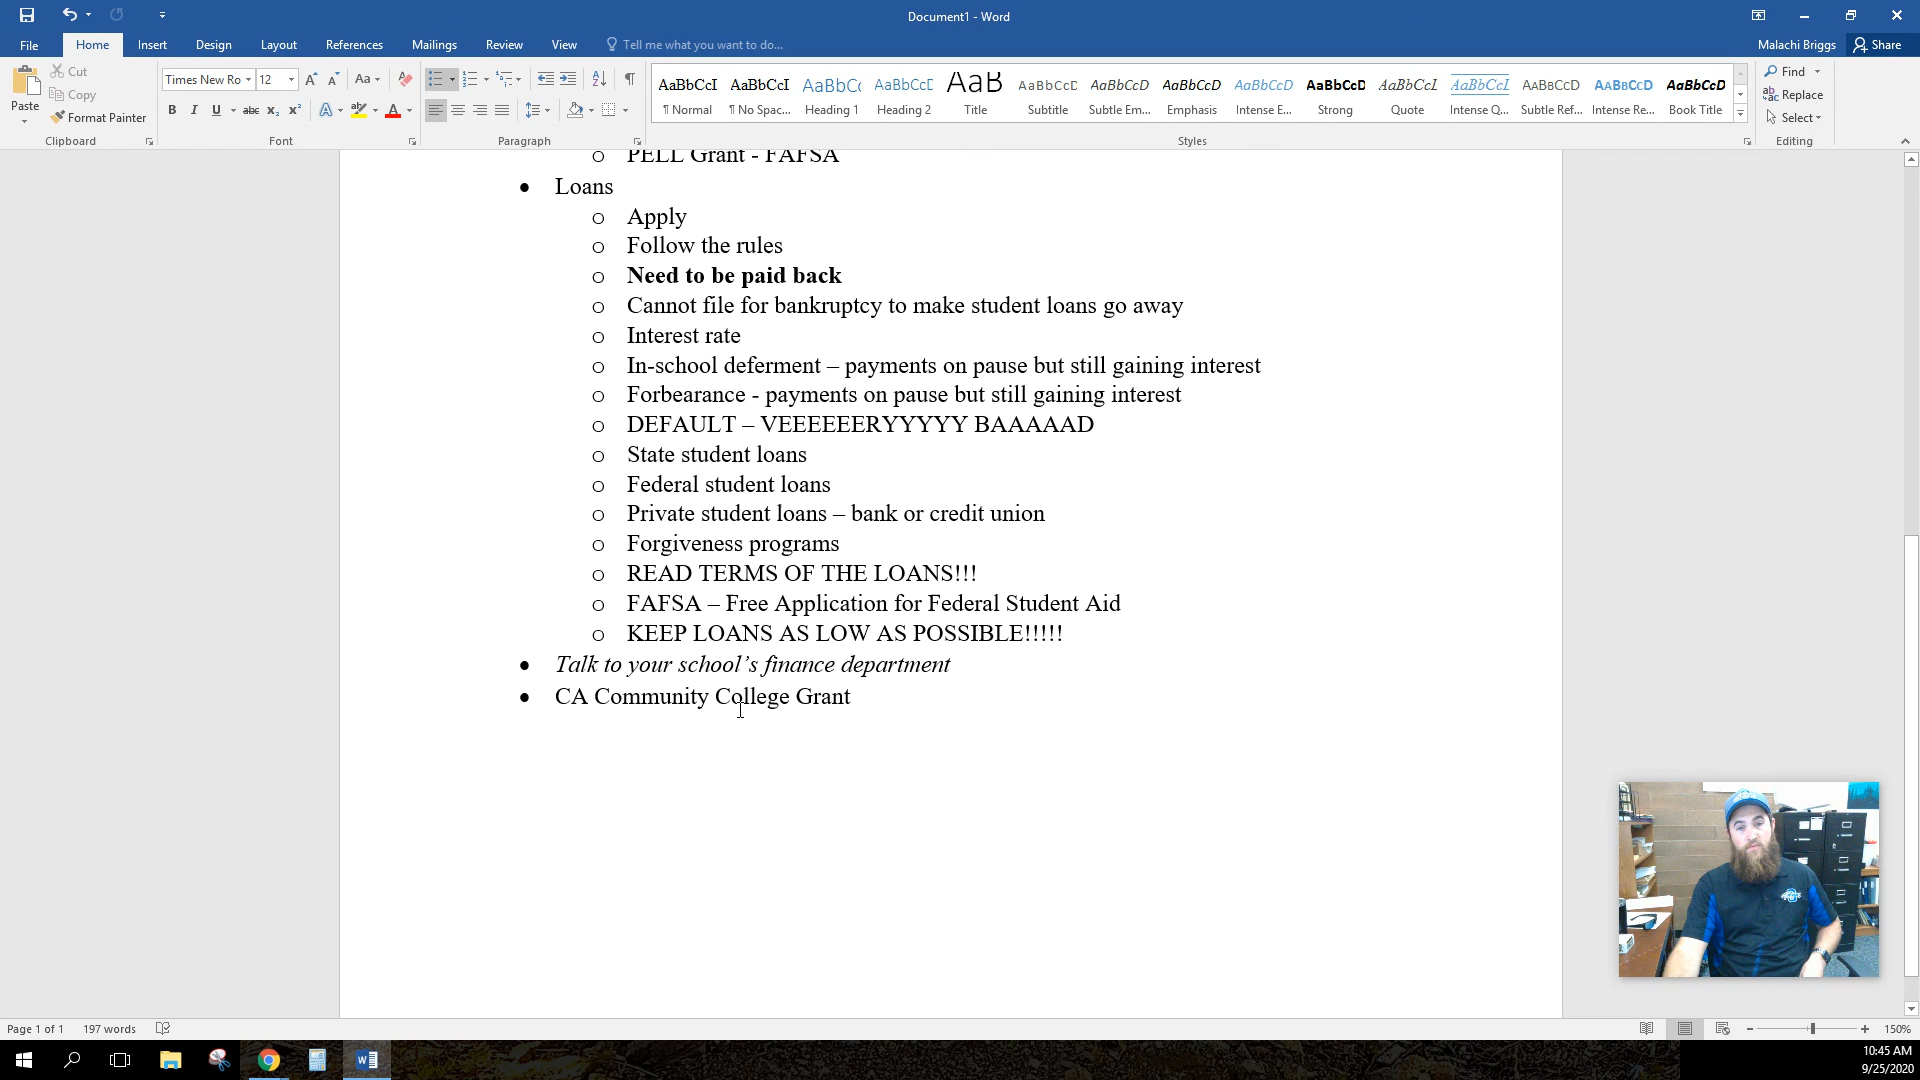 Document1 - Word
File Home Insert Design Layout References Mailings Review View Tell me what you want to do... Malachi Briggs Share
Paste
Cut
Copy
Format Painter
Clipboard
Times New Ro 12
Font
Paragraph
AaBbCcI AaBbCcI AaBbCc AaBbCcD AaB AaBbCcD AaBbCcD AaBbCcD AaBbCcD AaBbCcD AaBbCcI AaBbCcI AaBbCcD AaBbCcD AaBbCcD
¶ Normal ¶ No Spac... Heading 1 Heading 2 Title Subtitle Subtle Em... Emphasis Intense E... Strong Quote Intense Q... Subtle Ref... Intense Re... Book Title
Styles
Find
Replace
Select
Editing
o PELL Grant - FAFSA
• Loans
o Apply
o Follow the rules
o Need to be paid back
o Cannot file for bankruptcy to make student loans go away
o Interest rate
o In-school deferment – payments on pause but still gaining interest
o Forbearance - payments on pause but still gaining interest
o DEFAULT – VEEEEEERYYYYY BAAAAAD
o State student loans
o Federal student loans
o Private student loans – bank or credit union
o Forgiveness programs
o READ TERMS OF THE LOANS!!!
o FAFSA – Free Application for Federal Student Aid
o KEEP LOANS AS LOW AS POSSIBLE!!!!!
• Talk to your school's finance department
• CA Community College Grant
Page 1 of 1 197 words 150%
10:45 AM
9/25/2020